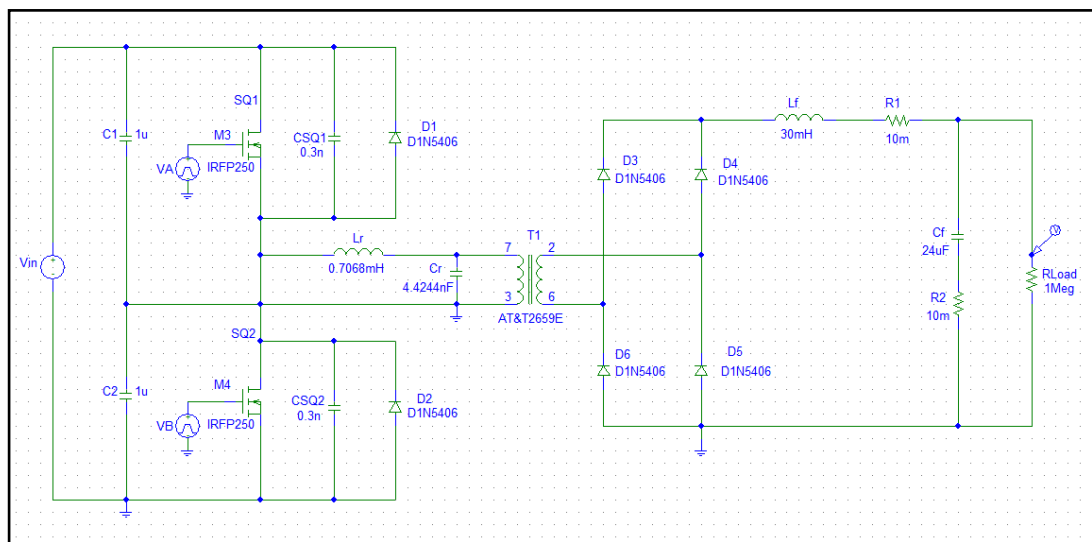 SQ1
C1
1u
M3
IRFP250
VA
CSQ1
0.3n
D1
D1N5406
Lf
30mH
R1
10m
D3
D1N5406
D4
D1N5406
Vin
Lr
0.7068mH
Cr
4.4244nF
7
3
T1
2
6
AT&T2659E
V
Cf
24uF
RLoad
1Meg
R2
10m
SQ2
C2
1u
M4
IRFP250
VB
CSQ2
0.3n
D2
D1N5406
D6
D1N5406
D5
D1N5406